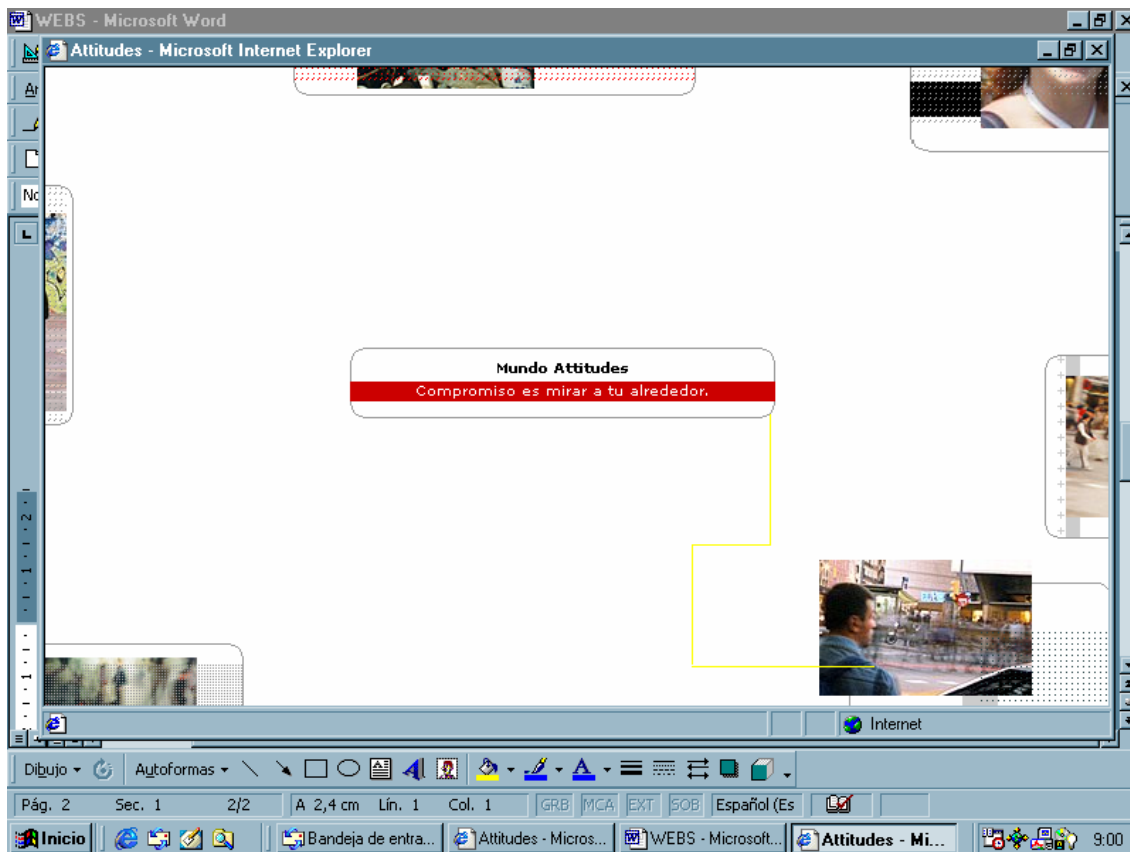 WEBS - Microsoft Word
Attitudes - Microsoft Internet Explorer
Mundo Attitudes
Compromiso es mirar a tu alrededor.
Internet
Dibujo
Autoformas
Pág. 2 Sec. 1 2/2 A 2,4 cm Lín. 1 Col. 1 GRB MCA EXT SOB Español (Es
Inicio Bandeja de entra... Attitudes - Micros... WEBS - Microsoft... Attitudes - Mi... 9:00